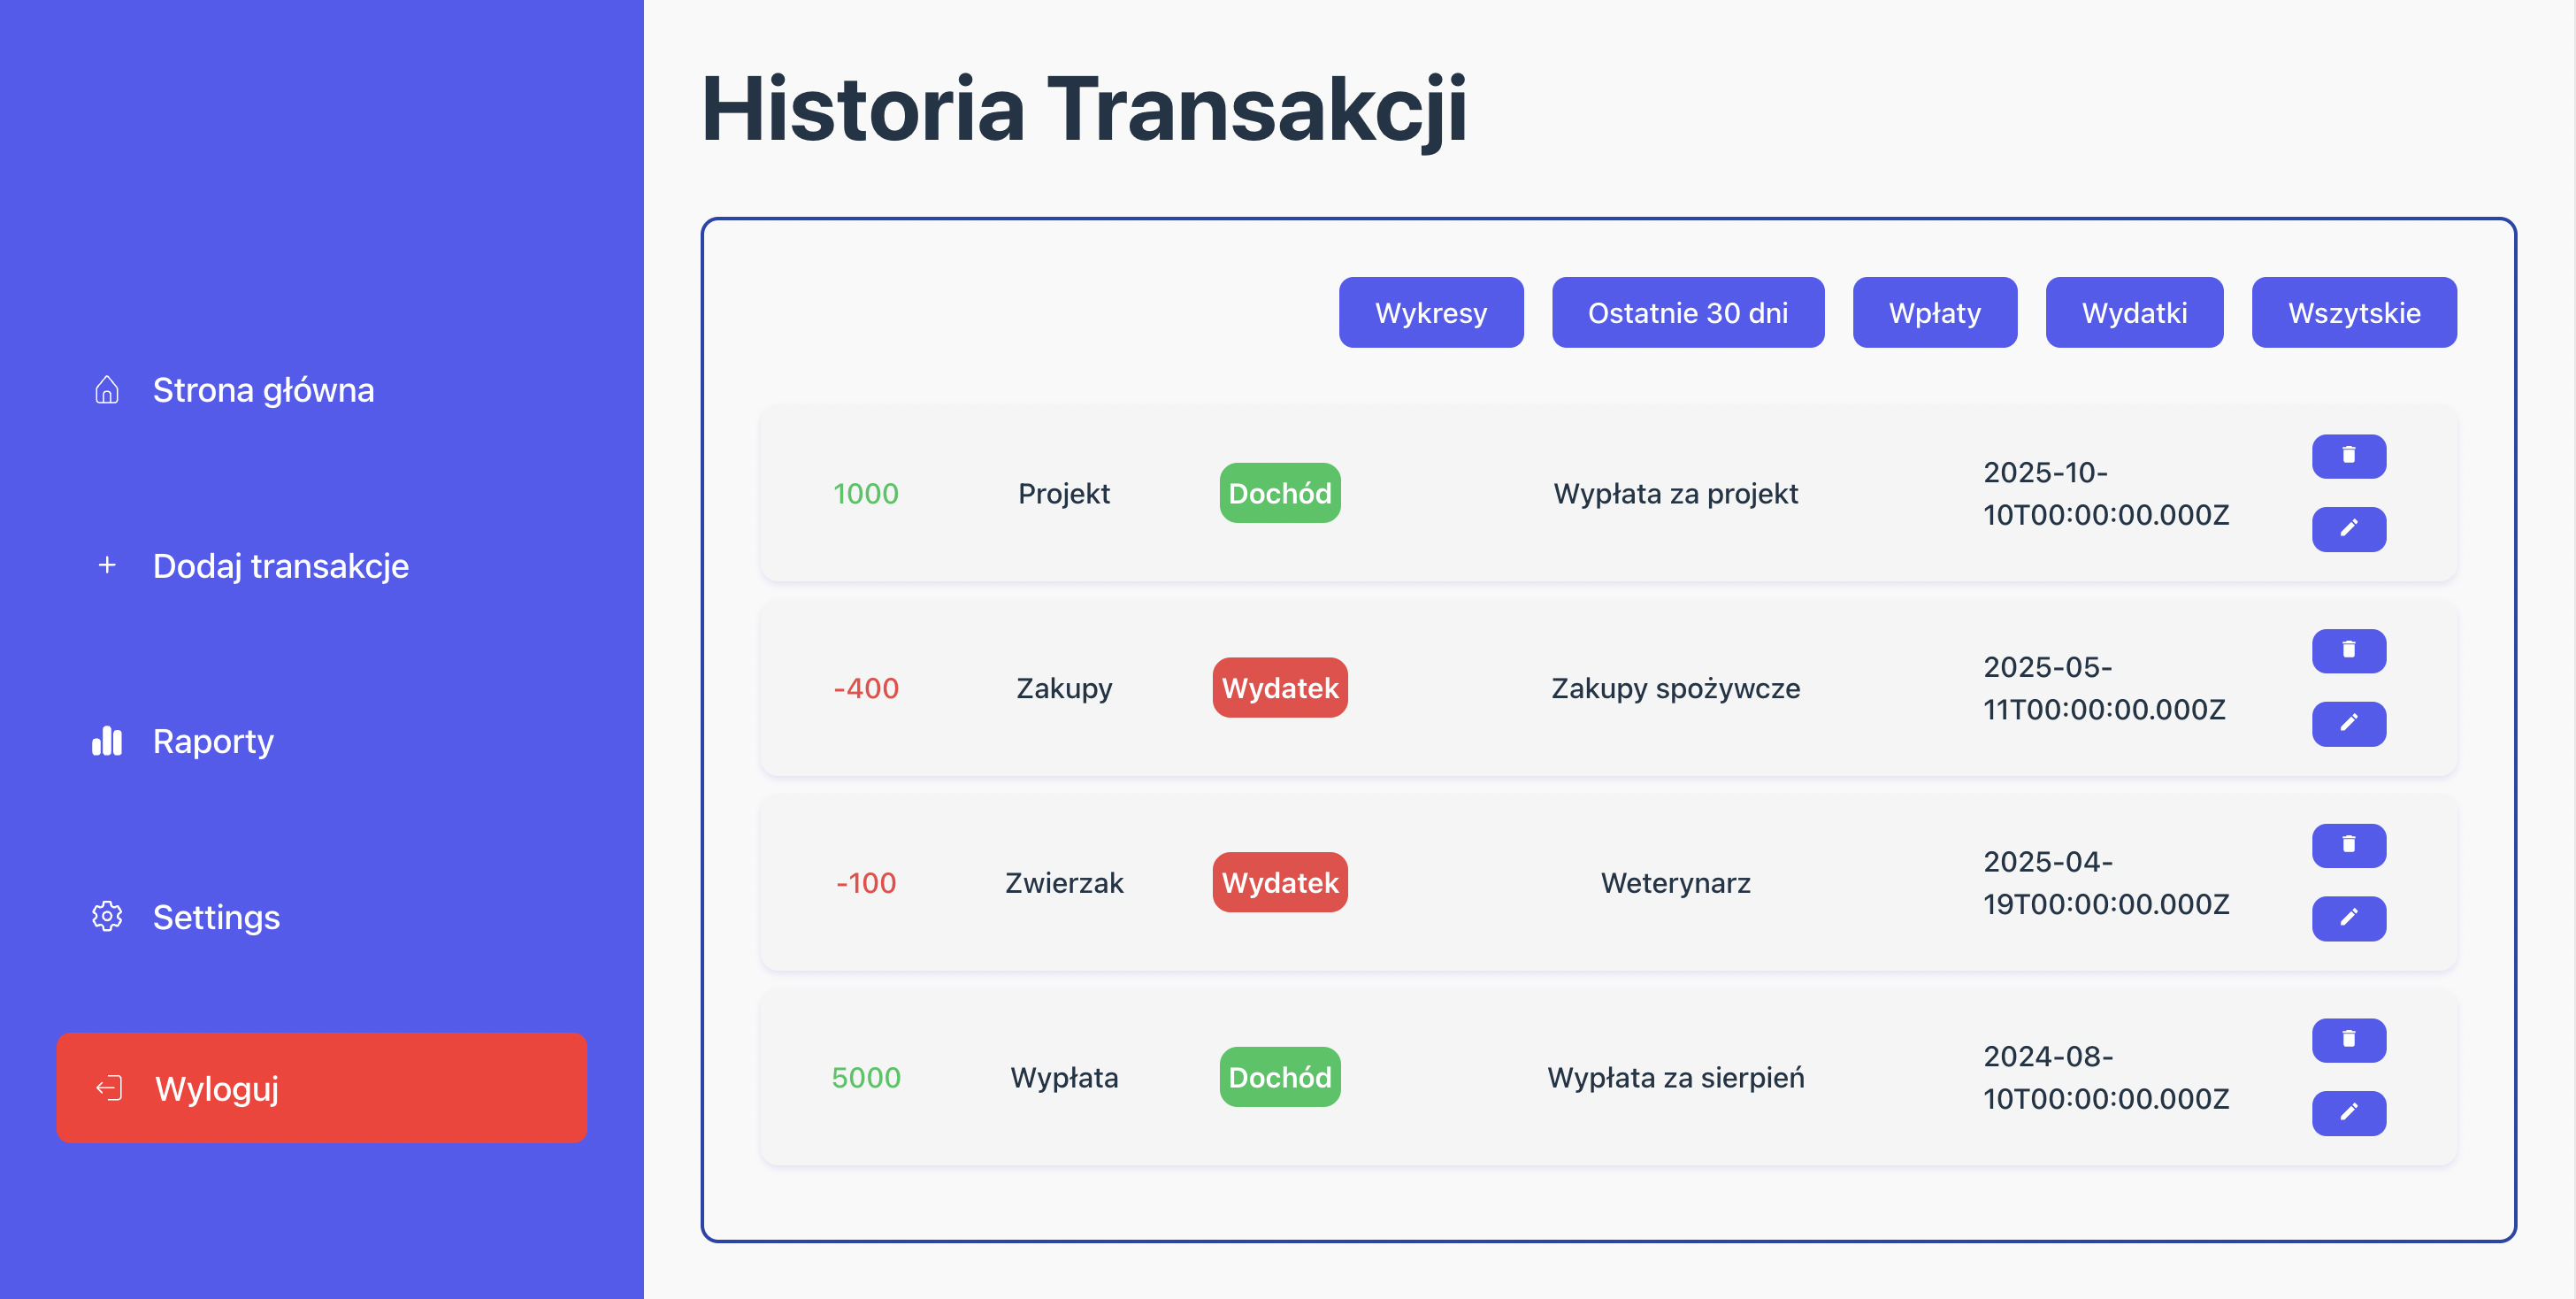 Strona główna
Dodaj transakcje
Raporty
Settings
Wyloguj
Historia Transakcji
Wykresy Ostatnie 30 dni Wpłaty Wydatki Wszytskie
1000 Projekt Dochód Wypłata za projekt 2025-10-
10T00:00:00.000Z
-400 Zakupy Wydatek Zakupy spożywcze 2025-05-
11T00:00:00.000Z
-100 Zwierzak Wydatek Weterynarz 2025-04-
19T00:00:00.000Z
5000 Wypłata Dochód Wypłata za sierpień 2024-08-
10T00:00:00.000Z